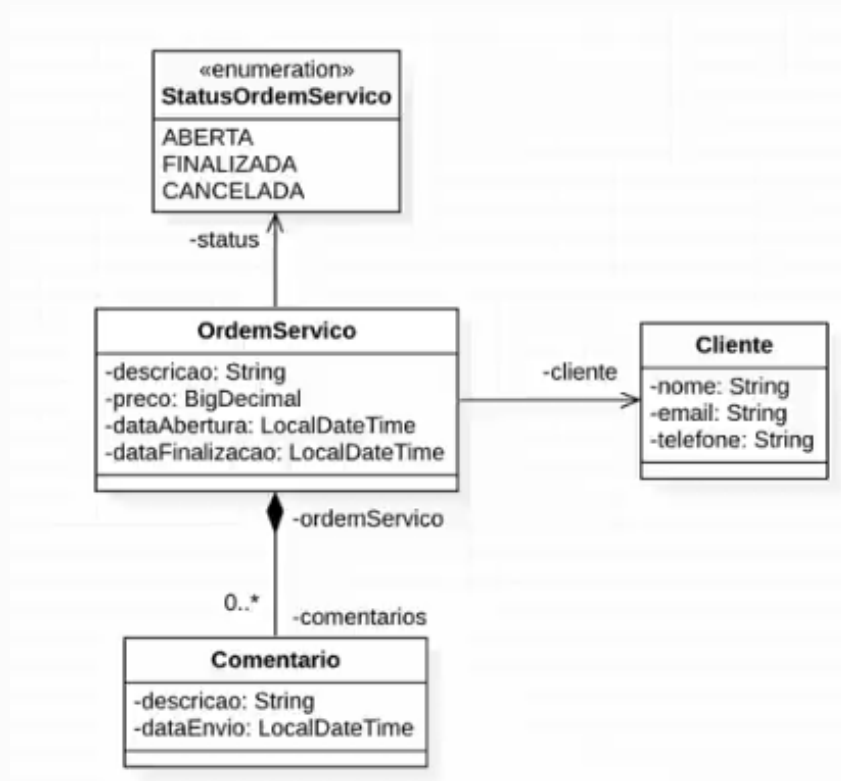 «enumeration»
StatusOrdemServico
ABERTA
FINALIZADA
CANCELADA
-status
OrdemServico
-descricao: String
-preco: BigDecimal
-dataAbertura: LocalDateTime
-dataFinalizacao: LocalDateTime
-cliente
Cliente
-nome: String
-email: String
-telefone: String
-ordemServico
0..*
-comentarios
Comentario
-descricao: String
-dataEnvio: LocalDateTime